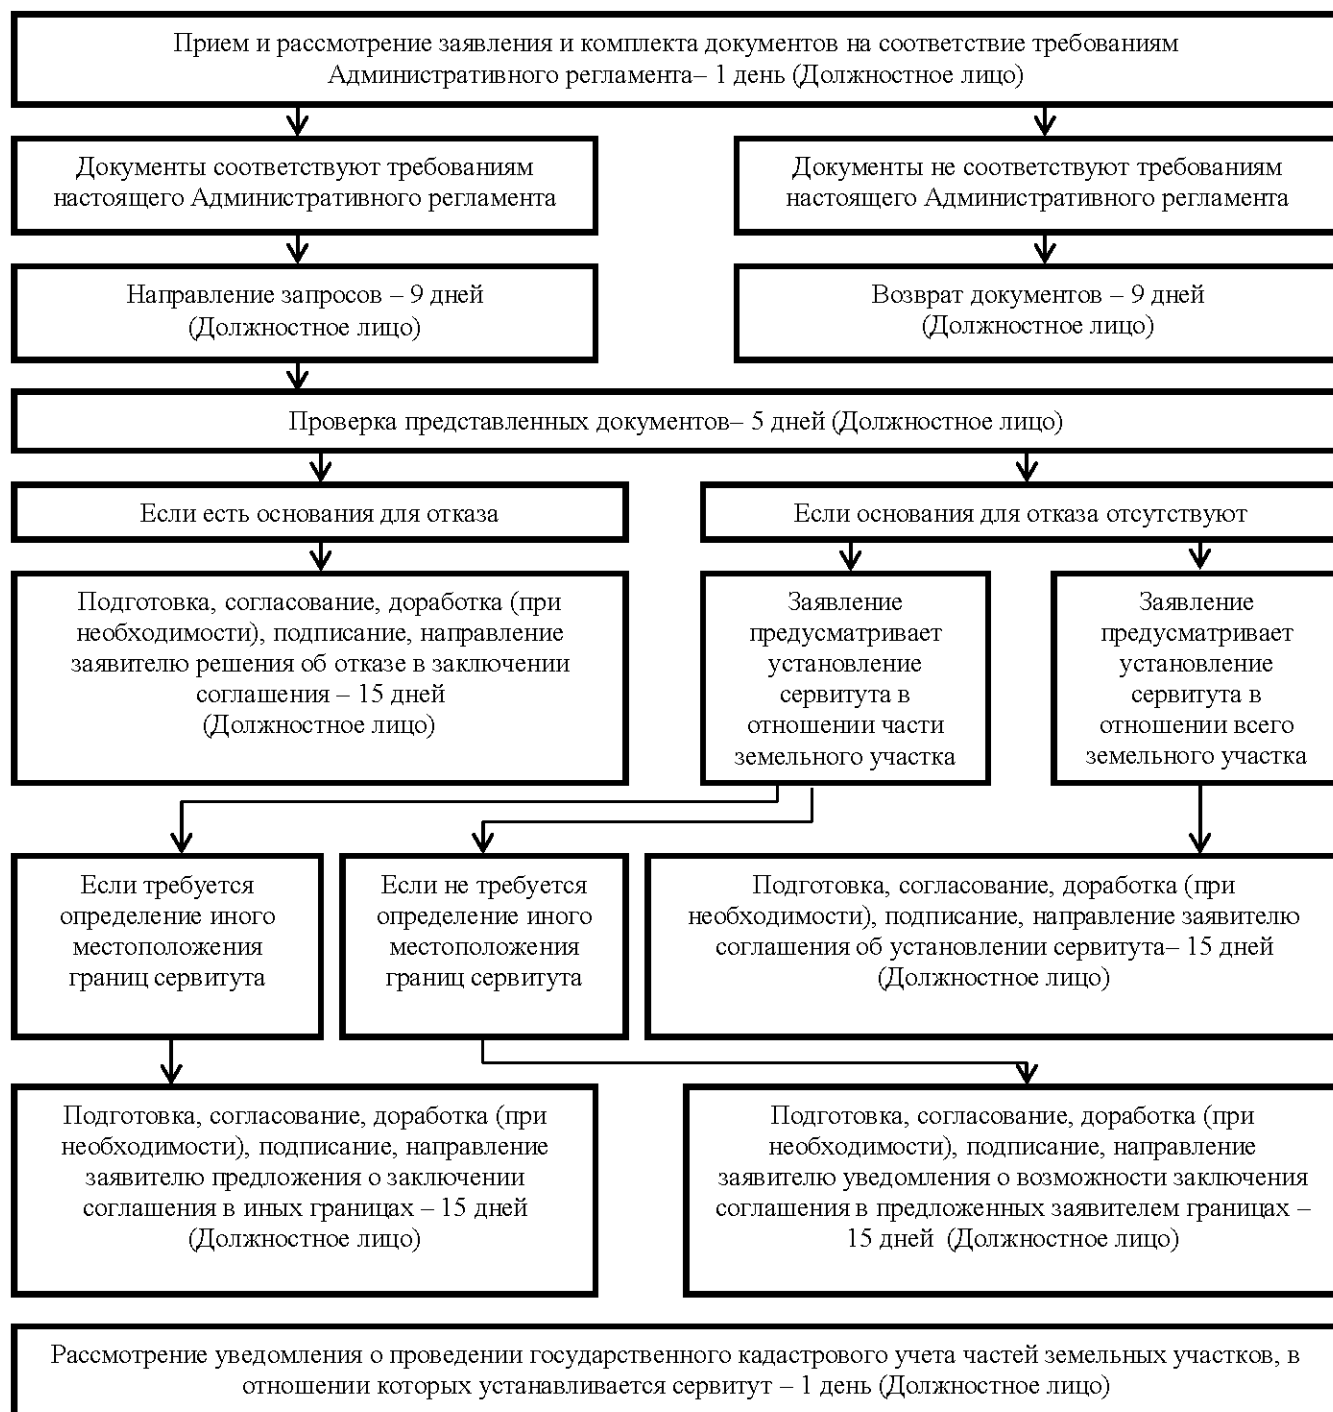 Прием и рассмотрение заявления и комплекта документов на соответствие требованиям
Административного регламента– 1 день (Должностное лицо)
Документы соответствуют требованиям
настоящего Административного регламента
Документы не соответствуют требованиям
настоящего Административного регламента
Направление запросов – 9 дней
(Должностное лицо)
Возврат документов – 9 дней
(Должностное лицо)
Проверка представленных документов– 5 дней (Должностное лицо)
Если есть основания для отказа
Если основания для отказа отсутствуют
Подготовка, согласование, доработка (при
необходимости), подписание, направление
заявителю решения об отказе в заключении
соглашения – 15 дней
(Должностное лицо)
Заявление
предусматривает
установление
сервитута в
отношении части
земельного участка
Заявление
предусматривает
установление
сервитута в
отношении всего
земельного участка
Если требуется
определение иного
местоположения
границ сервитута
Если не требуется
определение иного
местоположения
границ сервитута
Подготовка, согласование, доработка (при
необходимости), подписание, направление заявителю
соглашения об установлении сервитута– 15 дней
(Должностное лицо)
Подготовка, согласование, доработка (при
необходимости), подписание, направление
заявителю предложения о заключении
соглашения в иных границах – 15 дней
(Должностное лицо)
Подготовка, согласование, доработка (при
необходимости), подписание, направление
заявителю уведомления о возможности заключения
соглашения в предложенных заявителем границах –
15 дней (Должностное лицо)
Рассмотрение уведомления о проведении государственного кадастрового учета частей земельных участков, в
отношении которых устанавливается сервитут – 1 день (Должностное лицо)